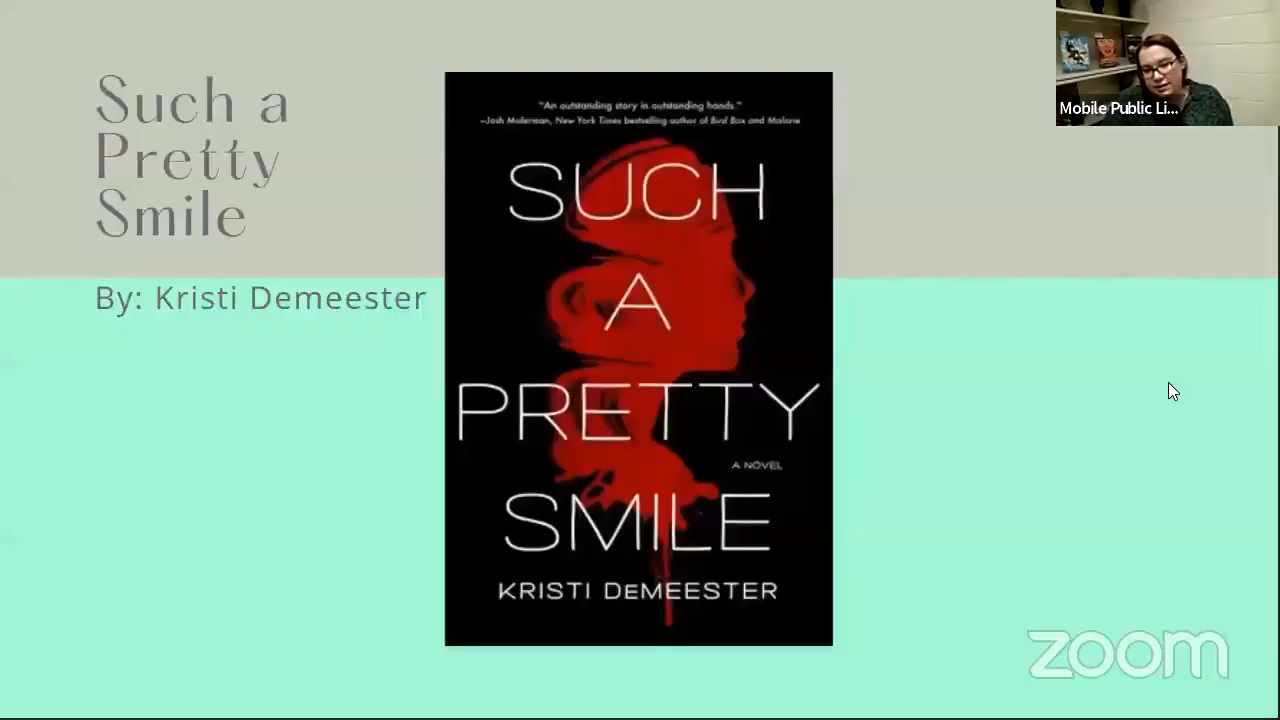 Such a
Pretty
Smile
By: Kristi Demeester
"An outstanding story in outstanding hands."
—Josh Malerman, New York Times bestselling author of Bird Box and Malorie
SUCH
A
PRETTY
A NOVEL
SMILE
KRISTI DEMEESTER
Mobile Public Li...
zoom